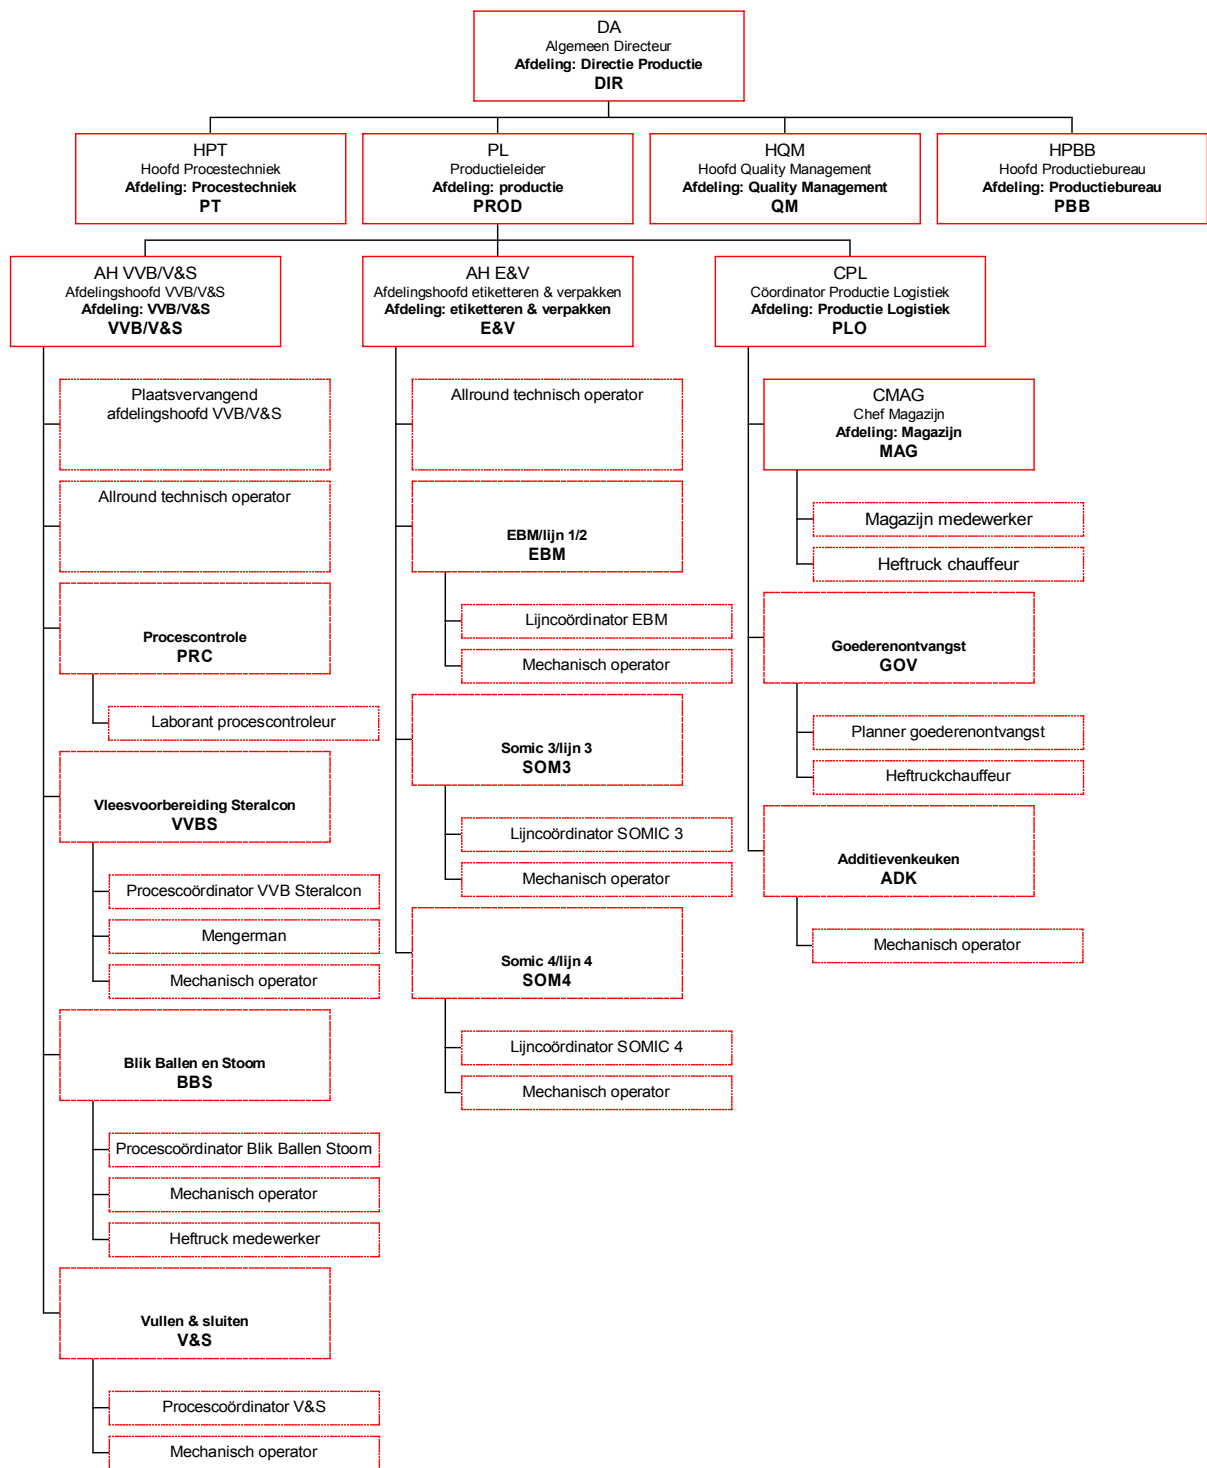 DA
Algemeen Directeur
Afdeling: Directie Productie
DIR
HPT
Hoofd Procestechniek
Afdeling: Procestechniek
PT
PL
Productieleider
Afdeling: productie
PROD
HQM
Hoofd Quality Management
Afdeling: Quality Management
QM
HPBB
Hoofd Productiebureau
Afdeling: Productiebureau
PBB
AH VVB/V&S
Afdelingshoofd VVB/V&S
Afdeling: VVB/V&S
VVB/V&S
Plaatsvervangend
afdelingshoofd VVB/V&S
Allround technisch operator
Procescontrole
PRC
Laborant procescontroleur
Vleesvoorbereiding Steralcon
VVBS
Procescoördinator VVB Steralcon
Mengerman
Mechanisch operator
Blik Ballen en Stoom
BBS
Procescoördinator Blik Ballen Stoom
Mechanisch operator
Heftruck medewerker
Vullen & sluiten
V&S
Procescoördinator V&S
Mechanisch operator
AH E&V
Afdelingshoofd etiketteren & verpakken
Afdeling: etiketteren & verpakken
E&V
Allround technisch operator
EBM/lijn 1/2
EBM
Lijncoördinator EBM
Mechanisch operator
Somic 3/lijn 3
SOM3
Lijncoördinator SOMIC 3
Mechanisch operator
Somic 4/lijn 4
SOM4
Lijncoördinator SOMIC 4
Mechanisch operator
CPL
Cöordinator Productie Logistiek
Afdeling: Productie Logistiek
PLO
CMAG
Chef Magazijn
Afdeling: Magazijn
MAG
Magazijn medewerker
Heftruck chauffeur
Goederenontvangst
GOV
Planner goederenontvangst
Heftruckchauffeur
Additievenkeuken
ADK
Mechanisch operator